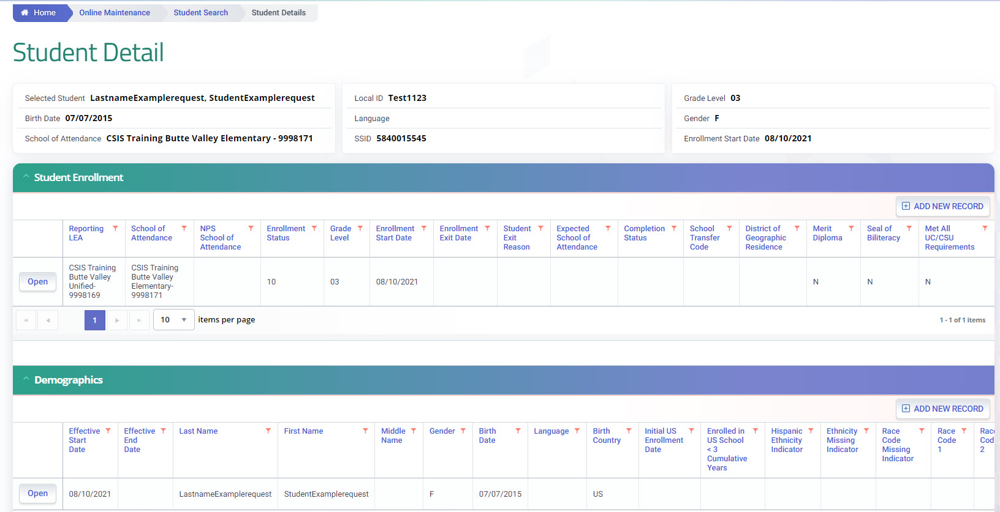 Home Online Maintenance Student Search Student Details
Student Detail
Selected Student LastnameExamplerequest, StudentExamplerequest
Birth Date 07/07/2015
School of Attendance CSIS Training Butte Valley Elementary - 9998171
Local ID Test1123
Language
SSID 5840015545
Grade Level 03
Gender F
Enrollment Start Date 08/10/2021
Student Enrollment
ADD NEW RECORD
Reporting
LEA
School of
Attendance
NPS
School of
Attendance
Enrollment
Status
Grade
Level
Enrollment
Start Date
Enrollment
Exit Date
Student
Exit
Reason
Expected
School of
Attendance
Completion
Status
School
Transfer
Code
District of
Geographic
Residence
Merit
Diploma
Seal of
Biliteracy
Met All
UC/CSU
Requirements
Open
CSIS Training
Butte Valley
Unified-
9998169
CSIS Training
Butte Valley
Elementary-
9998171
10
03
08/10/2021
N
N
N
1
10
items per page
1 - 1 of 1 items
Demographics
ADD NEW RECORD
Effective
Start
Date
Effective
End
Date
Last Name
First Name
Middle
Name
Gender
Birth
Date
Language
Birth
Country
Initial US
Enrollment
Date
Enrolled in
US School
< 3
Cumulative
Years
Hispanic
Ethnicity
Indicator
Ethnicity
Missing
Indicator
Race
Code
Missing
Indicator
Race
Code
1
Race
Cod
2
Open
08/10/2021
LastnameExamplerequest
StudentExamplerequest
F
07/07/2015
US